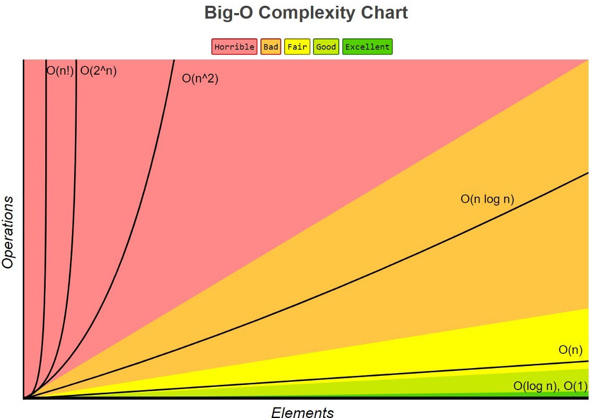 Big-O Complexity Chart
Horrible Bad Fair Good Excellent
O(n!) O(2^n)
O(n^2)
O(n log n)
O(n)
O(log n), O(1)
Operations
Elements